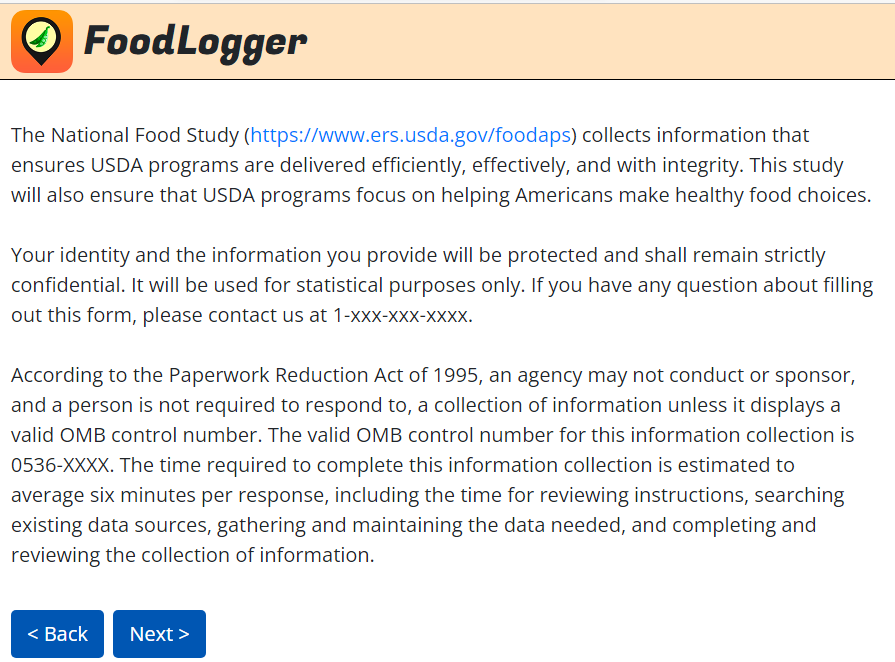 FoodLogger
The National Food Study (https://www.ers.usda.gov/foodaps) collects information that
ensures USDA programs are delivered efficiently, effectively, and with integrity. This study
will also ensure that USDA programs focus on helping Americans make healthy food choices.
Your identity and the information you provide will be protected and shall remain strictly
confidential. It will be used for statistical purposes only. If you have any question about filling
out this form, please contact us at 1-xxx-xxx-xxxx.
According to the Paperwork Reduction Act of 1995, an agency may not conduct or sponsor,
and a person is not required to respond to, a collection of information unless it displays a
valid OMB control number. The valid OMB control number for this information collection is
0536-XXXX. The time required to complete this information collection is estimated to
average six minutes per response, including the time for reviewing instructions, searching
existing data sources, gathering and maintaining the data needed, and completing and
reviewing the collection of information.
< Back Next >